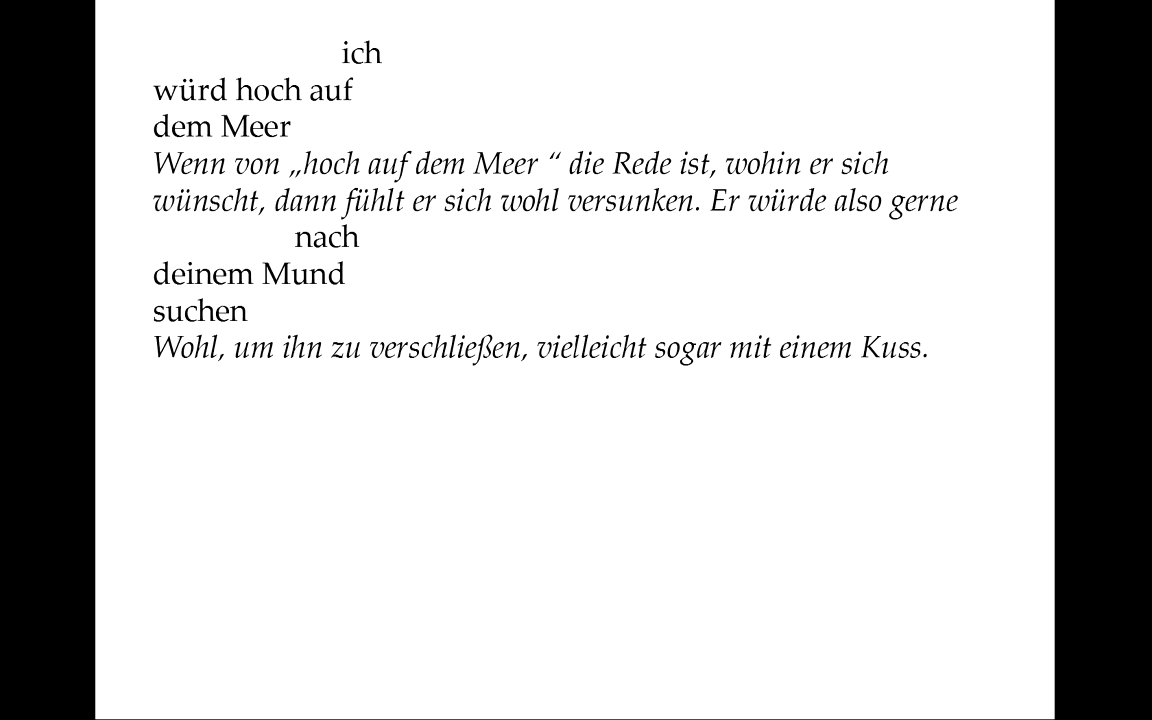 ich
würd hoch auf
dem Meer
Wenn von „hoch auf dem Meer “ die Rede ist, wohin er sich
wünscht, dann fühlt er sich wohl versunken. Er würde also gerne
nach
deinem Mund
suchen
Wohl, um ihn zu verschließen, vielleicht sogar mit einem Kuss.